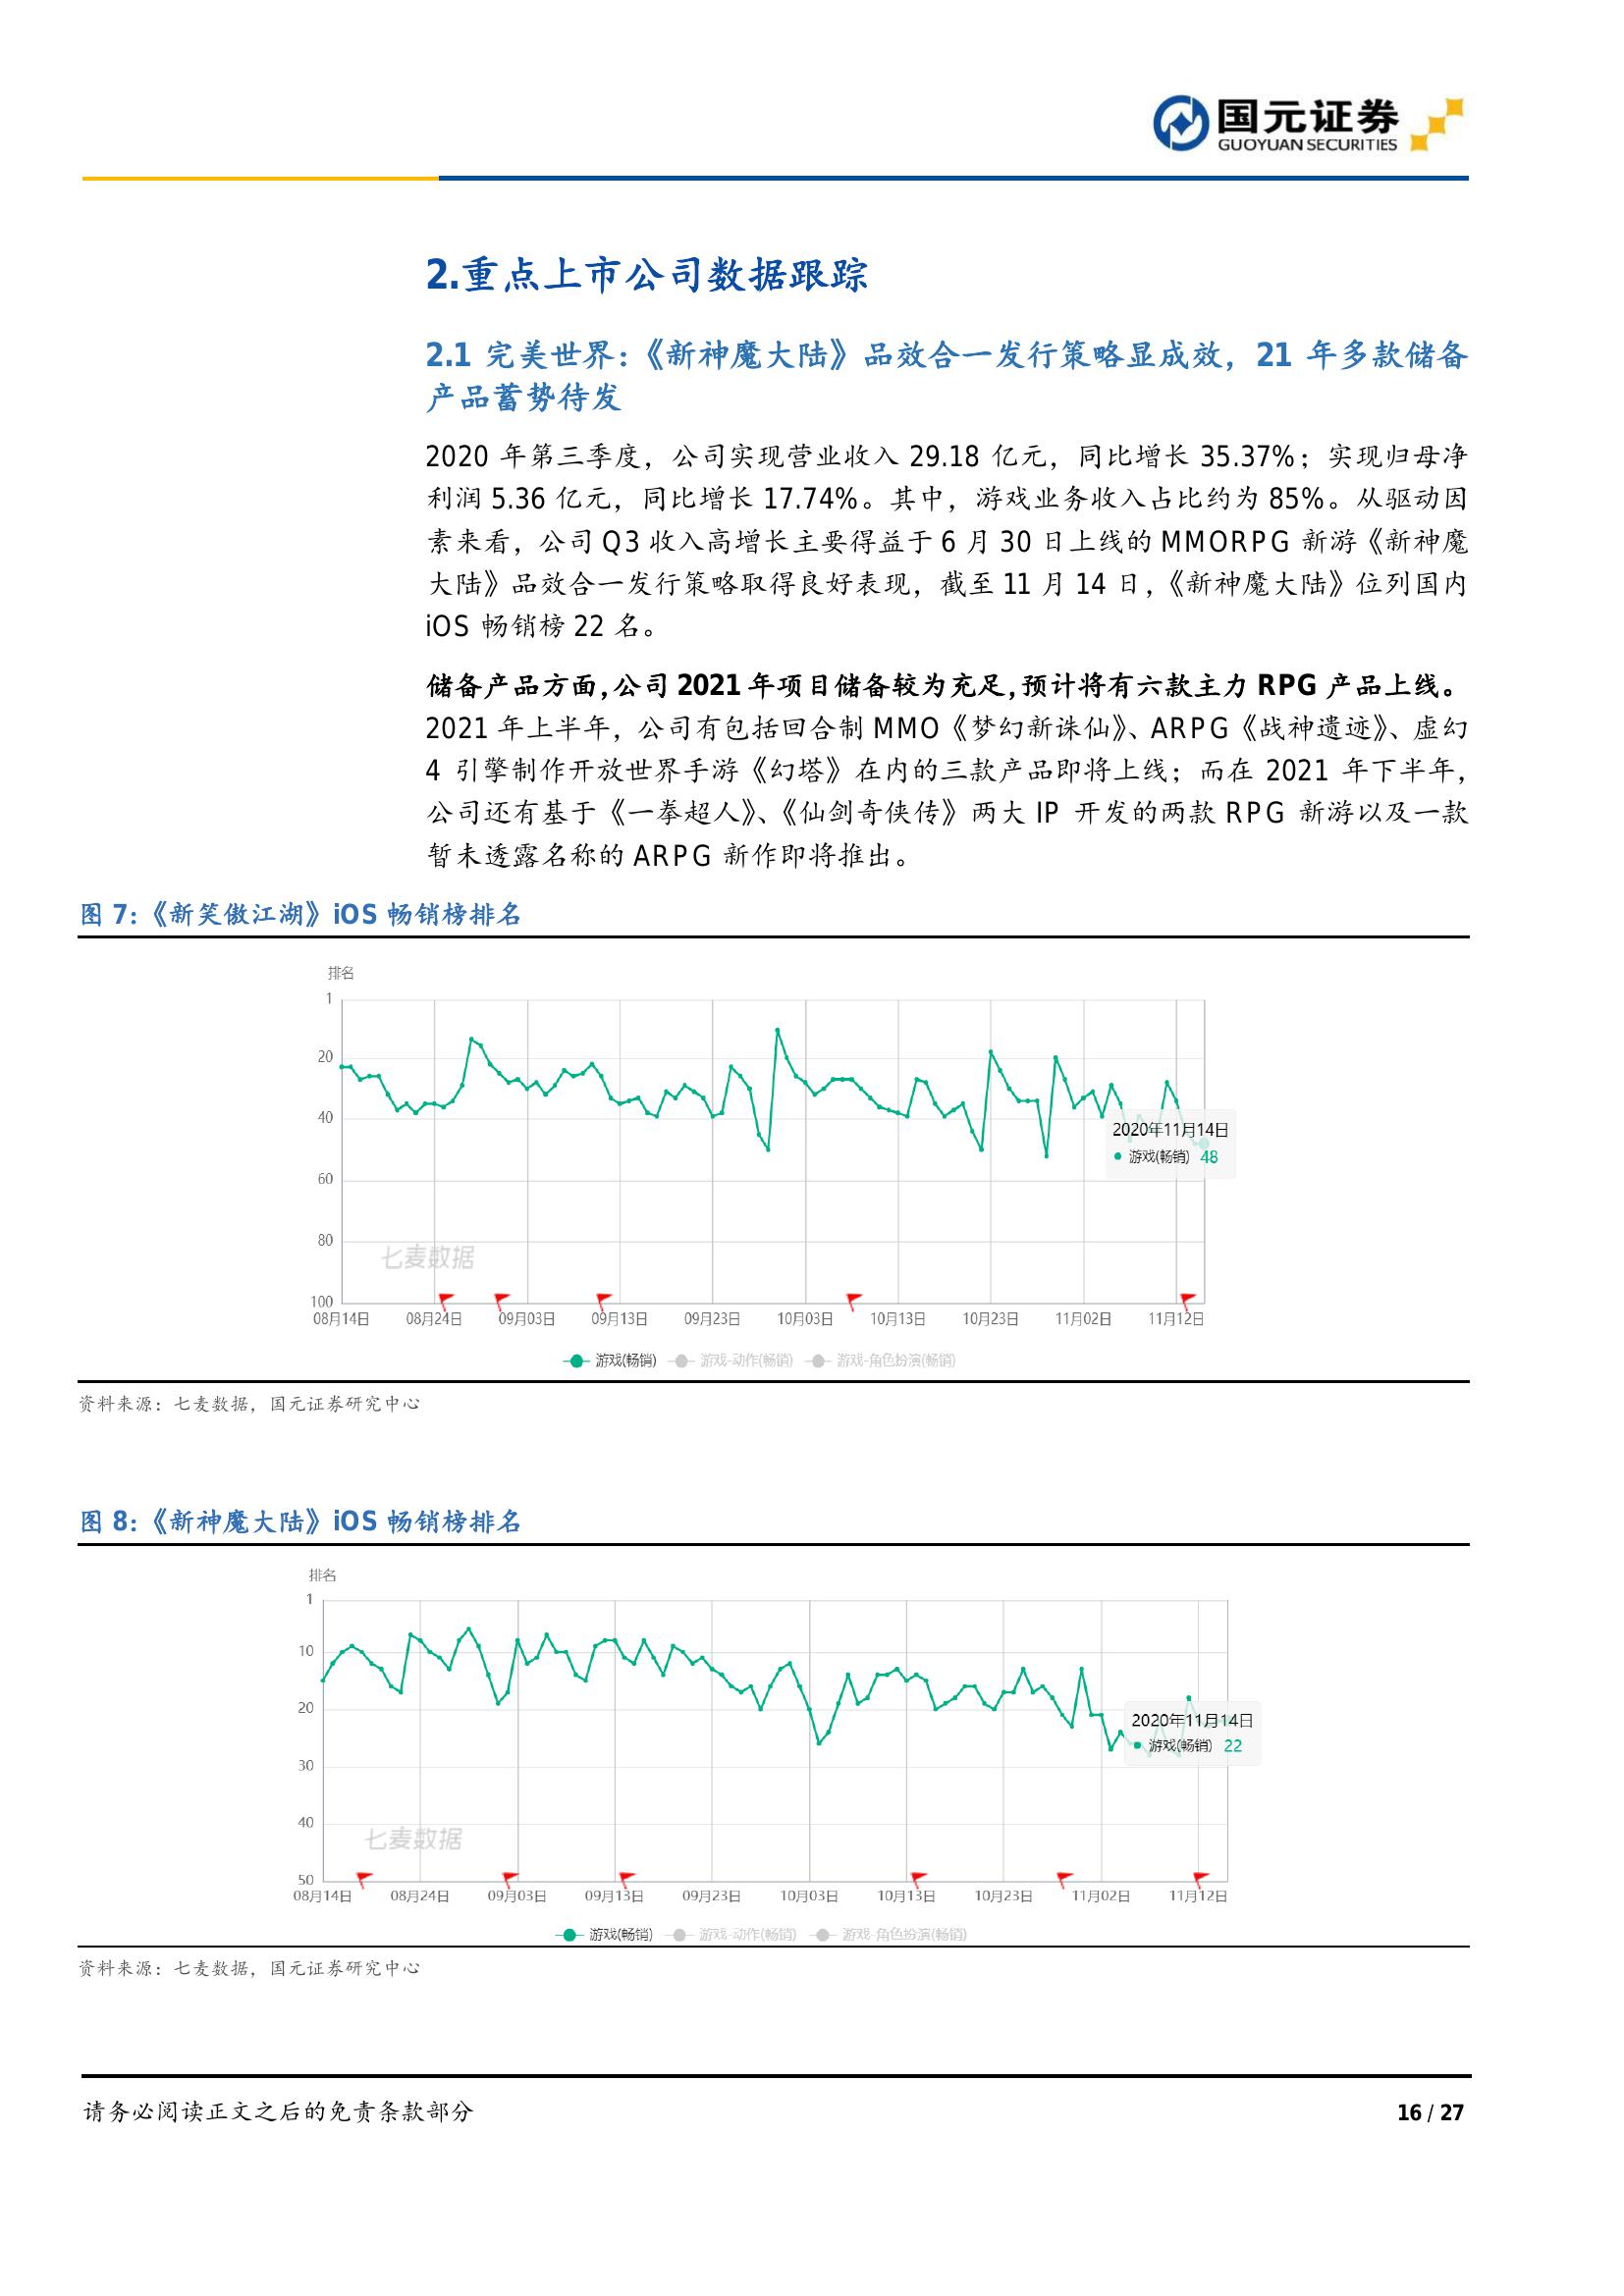 国元证券
GUOYUAN SECURITIES
2.重点上市公司数据跟踪
2.1 完美世界：《新神魔大陆》品效合一发行策略显成效，21 年多款储备
产品蓄势待发
2020 年第三季度，公司实现营业收入 29.18 亿元，同比增长 35.37%；实现归母净
利润 5.36 亿元，同比增长 17.74%。其中，游戏业务收入占比约为 85%。从驱动因
素来看，公司 Q3 收入高增长主要得益于 6 月 30 日上线的 MMORPG 新游《新神魔
大陆》品效合一发行策略取得良好表现，截至 11 月 14 日，《新神魔大陆》位列国内
iOS 畅销榜 22 名。
储备产品方面，公司 2021 年项目储备较为充足，预计将有六款主力 RPG 产品上线。
2021 年上半年，公司有包括回合制 MMO《梦幻新诛仙》、ARPG《战神遗迹》、虚幻
4 引擎制作开放世界手游《幻塔》在内的三款产品即将上线；而在 2021 年下半年，
公司还有基于《一拳超人》、《仙剑奇侠传》两大 IP 开发的两款 RPG 新游以及一款
暂未透露名称的 ARPG 新作即将推出。
图 7：《新笑傲江湖》iOS 畅销榜排名
排名
1
20
40
60
80
100
2020年11月14日
游戏(畅销) 48
七麦数据
08月14日 08月24日 09月03日 09月13日 09月23日 10月03日 10月13日 10月23日 11月02日 11月12日
游戏(畅销) 游戏-动作(畅销) 游戏-角色扮演(畅销)
资料来源：七麦数据，国元证券研究中心
图 8：《新神魔大陆》iOS 畅销榜排名
排名
1
10
20
30
40
50
2020年11月14日
游戏(畅销) 22
七麦数据
08月14日 08月24日 09月03日 09月13日 09月23日 10月03日 10月13日 10月23日 11月02日 11月12日
游戏(畅销) 游戏-动作(畅销) 游戏-角色扮演(畅销)
资料来源：七麦数据，国元证券研究中心
请务必阅读正文之后的免责条款部分
16 / 27